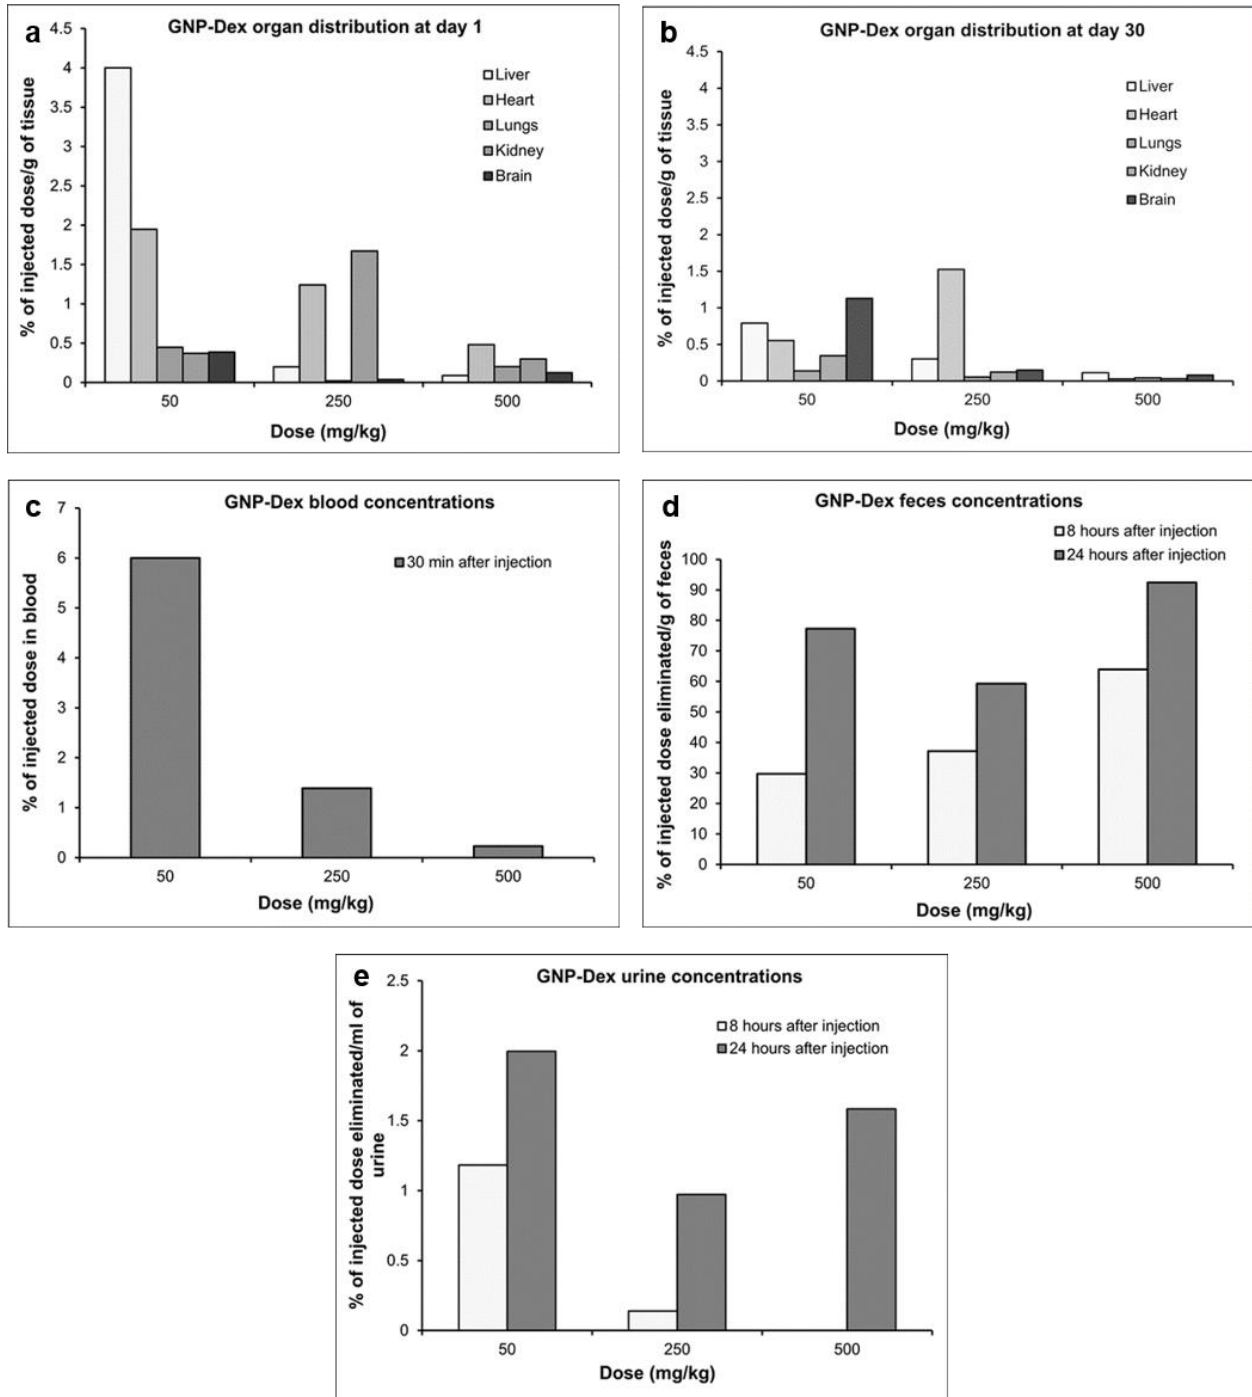 a
GNP-Dex organ distribution at day 1
4.5
4
3.5
3
2.5
2
1.5
1
0.5
0
% of injected dose/g of tissue
Liver
Heart
Lungs
Kidney
Brain
50 250 500
Dose (mg/kg)
b
GNP-Dex organ distribution at day 30
4.5
4
3.5
3
2.5
2
1.5
1
0.5
0
% of injected dose/g of tissue
Liver
Heart
Lungs
Kidney
Brain
50 250 500
Dose (mg/kg)
c
GNP-Dex blood concentrations
7
6
5
4
3
2
1
0
% of injected dose in blood
30 min after injection
50 250 500
Dose (mg/kg)
d
GNP-Dex feces concentrations
8 hours after injection
24 hours after injection
100
90
80
70
60
50
40
30
20
10
0
% of injected dose eliminated/g of feces
50 250 500
Dose (mg/kg)
e
GNP-Dex urine concentrations
2.5
2
1.5
1
0.5
0
% of injected dose eliminated/ml of
urine
8 hours after injection
24 hours after injection
50 250 500
Dose (mg/kg)